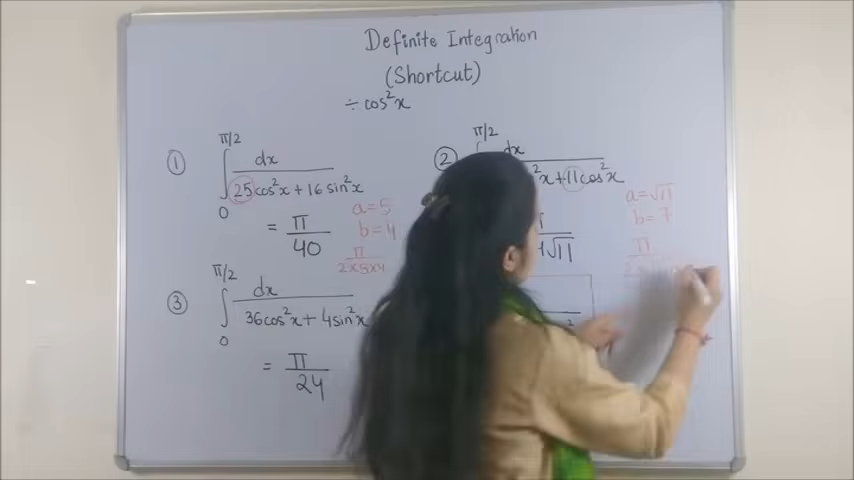 Definite Integration
(Shortcut)
÷ cos²x
① ∫ π/2 0 dx / 25cos²x + 16 sin²x
= π / 40
a = 5
b = 4
π / 2×5×4
② π/2 dx / ²x + 11cos²x
√11
a = √11
b = 7
π
③ ∫ π/2 0 dx / 36cos²x + 4sin²x
= π / 24